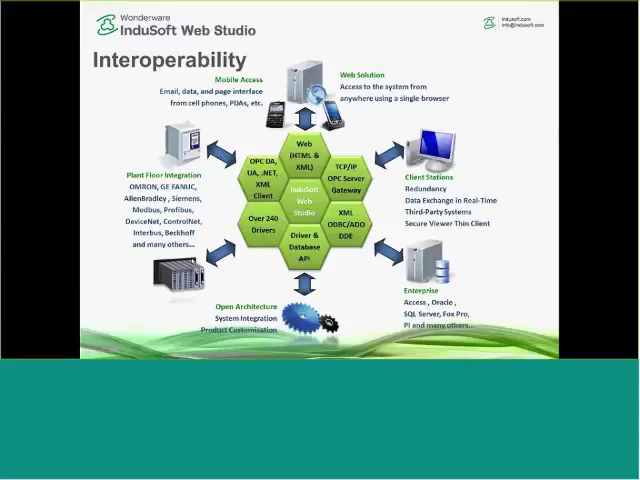 Wonderware
InduSoft Web Studio
indusoft.com
info@indusoft.com
Interoperability
Mobile Access
Email, data, and page interface
from cell phones, PDAs, etc.
Web Solution
Access to the system from
anywhere using a single browser
Plant Floor Integration
OMRON, GE FANUC,
AllenBradley , Siemens,
Modbus, Profibus,
DeviceNet, ControlNet,
Interbus, Beckhoff
and many others...
Web
(HTML &
XML)
OPC DA,
UA, .NET,
XML
Client
TCP/IP
OPC Server
Gateway
InduSoft
Web
Studio
Over 240
Drivers
XML
ODBC/ADO
DDE
Driver &
Database
API
Client Stations
Redundancy
Data Exchange in Real-Time
Third-Party Systems
Secure Viewer Thin Client
Open Architecture
System Integration
Product Customization
Enterprise
Access , Oracle ,
SQL Server, Fox Pro,
PI and many others...